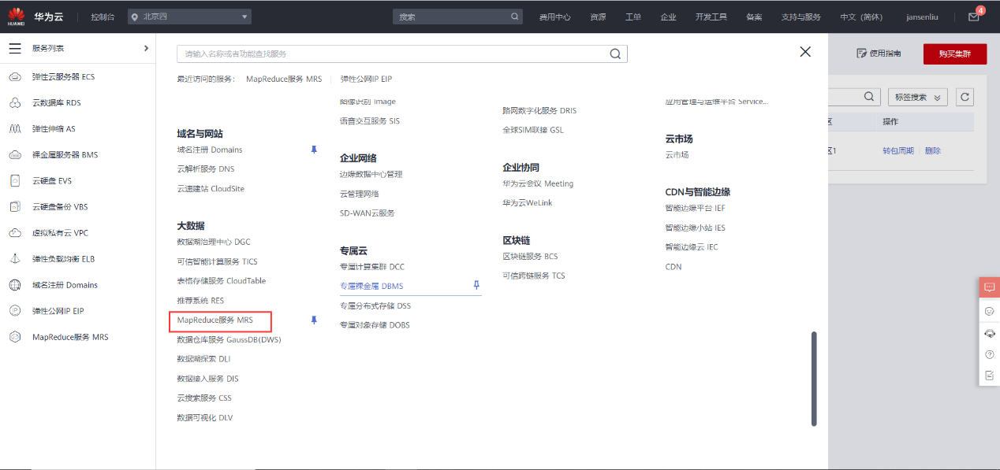 HUAWEI
华为云
控制台
北京四
搜索
费用中心
资源
工单
企业
开发工具
备案
支持与服务
中文（简体）
jansenliu
4
服务列表
弹性云服务器 ECS
云数据库 RDS
弹性伸缩 AS
裸金属服务器 BMS
云硬盘 EVS
云硬盘备份 VBS
虚拟私有云 VPC
弹性负载均衡 ELB
域名注册 Domains
弹性公网IP EIP
MapReduce服务 MRS
请输入名称或者功能查找服务
最近访问的服务：
MapReduce服务 MRS
弹性公网IP EIP
域名与网站
域名注册 Domains
云解析服务 DNS
云速建站 CloudSite
大数据
数据湖治理中心 DGC
可信智能计算服务 TICS
表格存储服务 CloudTable
推荐系统 RES
MapReduce服务 MRS
数据仓库服务 GaussDB(DWS)
数据湖探索 DLI
数据接入服务 DIS
云搜索服务 CSS
数据可视化 DLV
图像识别 Image
语音交互服务 SIS
企业网络
边缘数据中心管理
云管理网络
SD-WAN云服务
专属云
专属计算集群 DCC
专属裸金属 DBMS
专属分布式存储 DSS
专属对象存储 DOBS
路网数字化服务 DRIS
全球SIM联接 GSL
企业协同
华为云会议 Meeting
华为云WeLink
区块链
区块链服务 BCS
可信跨链服务 TCS
应用管理与运维平台 Service...
云市场
云市场
CDN与智能边缘
智能边缘平台 IEF
智能边缘小站 IES
智能边缘云 IEC
CDN
使用指南
购买集群
标签搜索
区
操作
区1
转包周期
删除